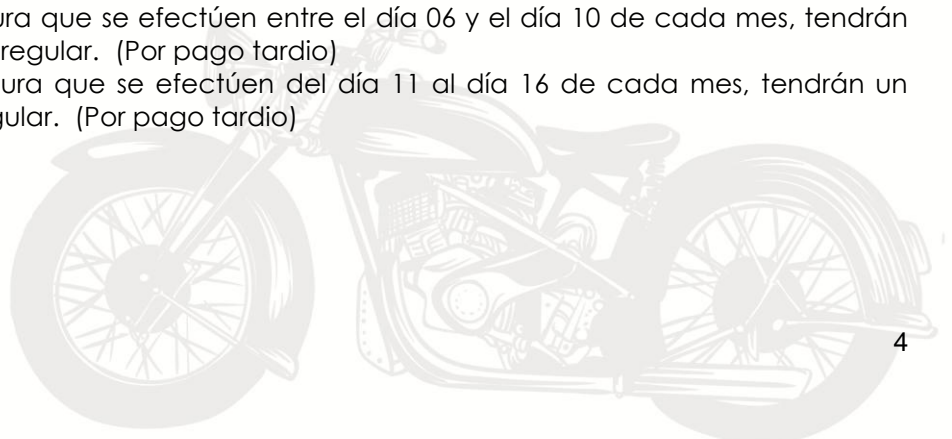 ura que se efectúen entre el día 06 y el día 10 de cada mes, tendrán
regular. (Por pago tardio)
ura que se efectúen del día 11 al día 16 de cada mes, tendrán un
gular. (Por pago tardio)
4